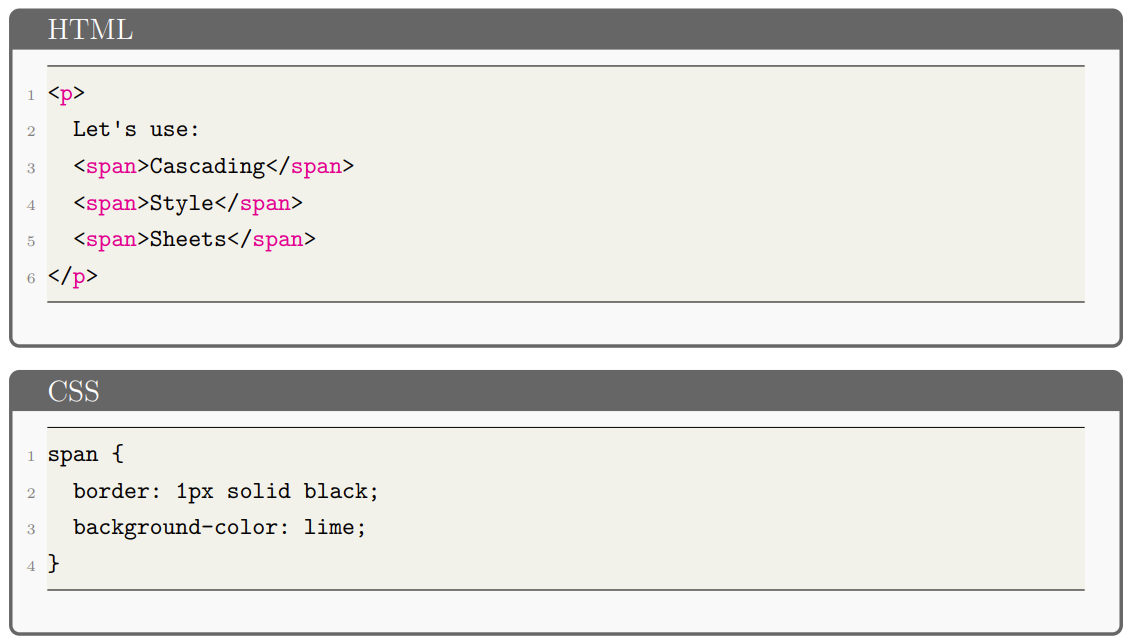 HTML
1 <p>
2   Let's use:
3   <span>Cascading</span>
4   <span>Style</span>
5   <span>Sheets</span>
6 </p>
CSS
1 span {
2   border: 1px solid black;
3   background-color: lime;
4 }